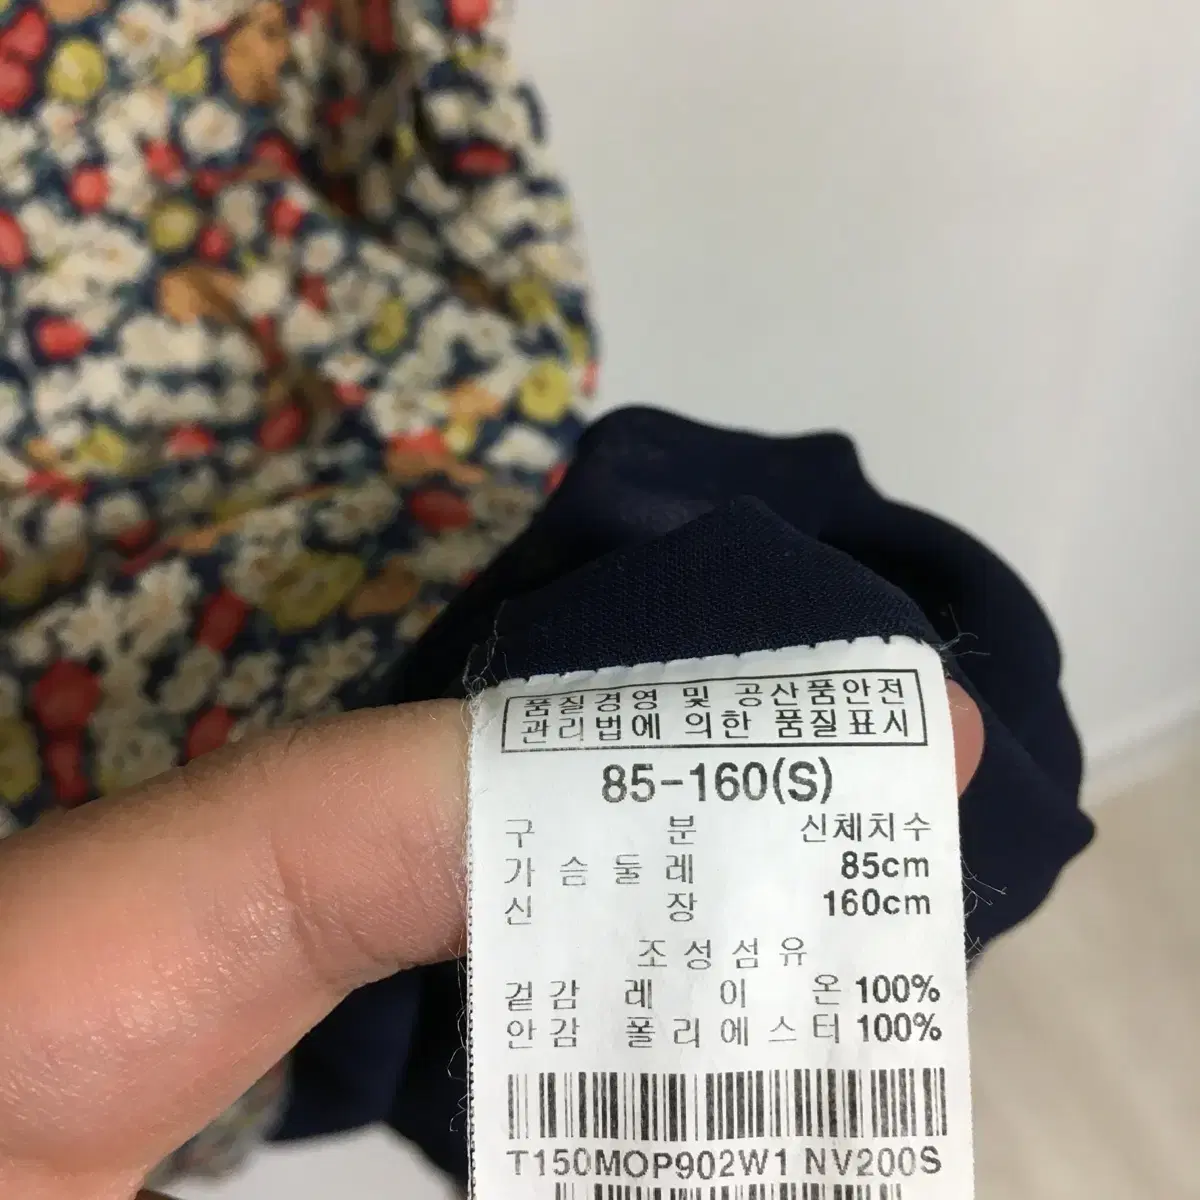 품질경영 및 공산품안전
관리법에 의한 품질표시
85-160(S)
구 분 신체치수
가슴둘레 85cm
신 장 160cm
조성섬유
겉감 레이온 100%
안감 폴리에스터 100%
T150MOP902W1 NV200S